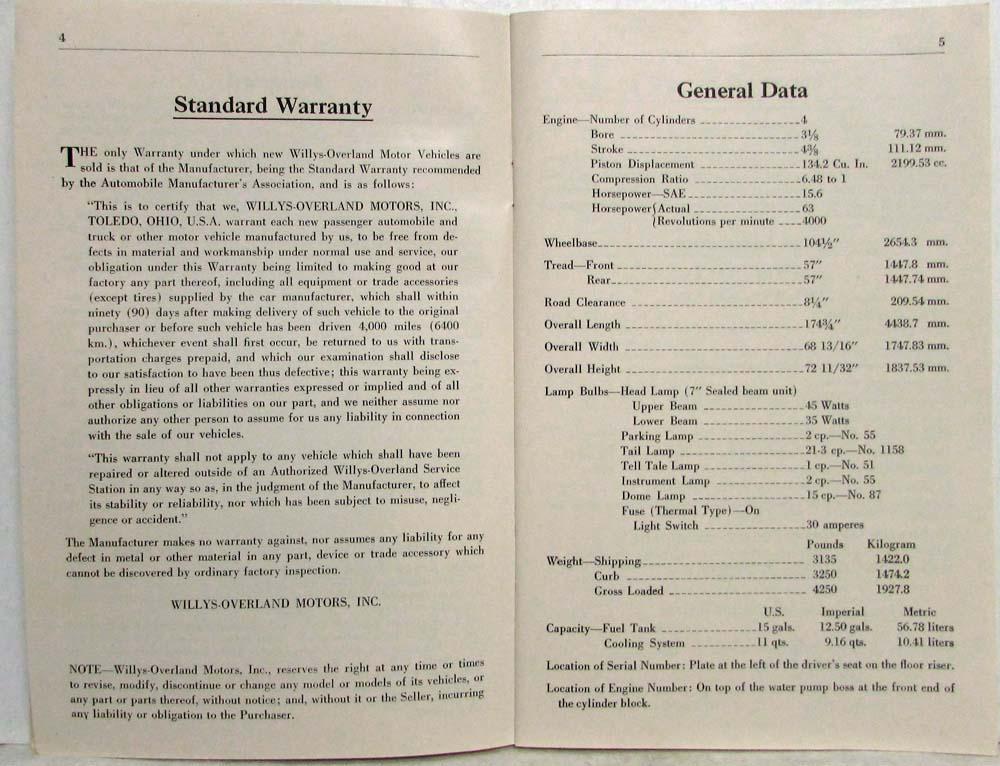 4
Standard Warranty
THE only Warranty under which new Willys-Overland Motor Vehicles are
sold is that of the Manufacturer, being the Standard Warranty recommended
by the Automobile Manufacturer's Association, and is as follows:
"This is to certify that we, WILLYS-OVERLAND MOTORS, INC.,
TOLEDO, OHIO, U.S.A. warrant each new passenger automobile and
truck or other motor vehicle manufactured by us, to be free from de-
fects in material and workmanship under normal use and service, our
obligation under this Warranty being limited to making good at our
factory any part thereof, including all equipment or trade accessories
(except tires) supplied by the car manufacturer, which shall within
ninety (90) days after making delivery of such vehicle to the original
purchaser or before such vehicle has been driven 4,000 miles (6400
km.), whichever event shall first occur, be returned to us with trans-
portation charges prepaid, and which our examination shall disclose
to our satisfaction to have been thus defective; this warranty being ex-
pressly in lieu of all other warranties expressed or implied and of all
other obligations or liabilities on our part, and we neither assume nor
authorize any other person to assume for us any liability in connection
with the sale of our vehicles.
"This warranty shall not apply to any vehicle which shall have been
repaired or altered outside of an Authorized Willys-Overland Service
Station in any way so as, in the judgment of the Manufacturer, to affect
its stability or reliability, nor which has been subject to misuse, negli-
gence or accident."
The Manufacturer makes no warranty against, nor assumes any liability for any
defect in metal or other material in any part, device or trade accessory which
cannot be discovered by ordinary factory inspection.
WILLYS-OVERLAND MOTORS, INC.
NOTE—Willys-Overland Motors, Inc., reserves the right at any time or times
to revise, modify, discontinue or change any model or models of its vehicles, or
any part or parts thereof, without notice; and, without it or the Seller, incurring
any liability or obligation to the Purchaser.
5
General Data
Engine—Number of Cylinders 4
Bore 3⅛ 79.37 mm.
Stroke 4⅜ 111.12 mm.
Piston Displacement 134.2 Cu. In. 2199.53 cc.
Compression Ratio 6.48 to 1
Horsepower—SAE 15.6
Horsepower {Actual 63
{Revolutions per minute 4000
Wheelbase 104½" 2654.3 mm.
Tread—Front 57" 1447.8 mm.
Rear 57" 1447.74 mm.
Road Clearance 8¼" 209.54 mm.
Overall Length 174¾" 4438.7 mm.
Overall Width 68 13/16" 1747.83 mm.
Overall Height 72 11/32" 1837.53 mm.
Lamp Bulbs—Head Lamp (7" Sealed beam unit)
Upper Beam 45 Watts
Lower Beam 35 Watts
Parking Lamp 2 cp.—No. 55
Tail Lamp 21-3 cp.—No. 1158
Tell Tale Lamp 1 cp.—No. 51
Instrument Lamp 2 cp.—No. 55
Dome Lamp 15 cp.—No. 87
Fuse (Thermal Type)—On
Light Switch 30 amperes
Pounds Kilogram
Weight—Shipping 3135 1422.0
Curb 3250 1474.2
Gross Loaded 4250 1927.8
U.S. Imperial Metric
Capacity—Fuel Tank 15 gals. 12.50 gals. 56.78 liters
Cooling System 11 qts. 9.16 qts. 10.41 liters
Location of Serial Number: Plate at the left of the driver's seat on the floor riser.
Location of Engine Number: On top of the water pump boss at the front end of
the cylinder block.